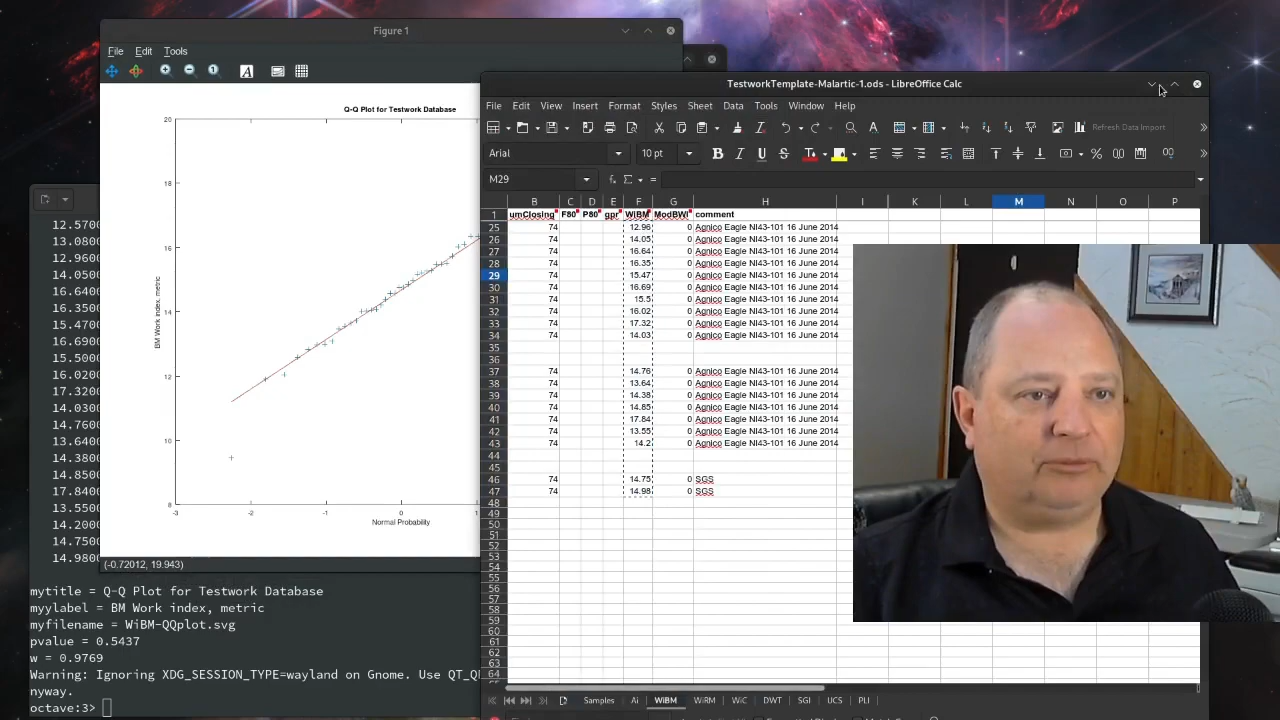 Figure 1
File Edit Tools
A
(-0.72012, 19.943)
Q-Q Plot for Testwork Database
20
18
16
14
12
10
8
-3 -2 -1 0 1
BM Work index, metric
Normal Probability
12.5700
13.0800
12.9600
14.0500
16.6400
16.3500
15.4700
16.6900
15.5000
16.0200
17.3200
14.0300
14.7600
13.6400
14.3800
14.8500
17.8400
13.5500
14.2000
14.7500
14.9800
mytitle = Q-Q Plot for Testwork Database
myylabel = BM Work index, metric
myfilename = WiBM-QQplot.svg
pvalue = 0.5437
w = 0.9769
Warning: Ignoring XDG_SESSION_TYPE=wayland on Gnome. Use QT_Q
nyway.
octave:3>
TestworkTemplate-Malartic-1.ods - LibreOffice Calc
File Edit View Insert Format Styles Sheet Data Tools Window Help
Refresh Data Import
Arial 10 pt
M29
B C D E F G H I J K L M N O P
1 umClosing F80 P80 gpr WiBM ModBWI comment
25 74 12.96 0 Agnico Eagle NI43-101 16 June 2014
26 74 14.05 0 Agnico Eagle NI43-101 16 June 2014
27 74 16.64 0 Agnico Eagle NI43-101 16 June 2014
28 74 16.35 0 Agnico Eagle NI43-101 16 June 2014
29 74 15.47 0 Agnico Eagle NI43-101 16 June 2014
30 74 16.69 0 Agnico Eagle NI43-101 16 June 2014
31 74 15.5 0 Agnico Eagle NI43-101 16 June 2014
32 74 16.02 0 Agnico Eagle NI43-101 16 June 2014
33 74 17.32 0 Agnico Eagle NI43-101 16 June 2014
34 74 14.03 0 Agnico Eagle NI43-101 16 June 2014
35
36
37 74 14.76 0 Agnico Eagle NI43-101 16 June 2014
38 74 13.64 0 Agnico Eagle NI43-101 16 June 2014
39 74 14.38 0 Agnico Eagle NI43-101 16 June 2014
40 74 14.85 0 Agnico Eagle NI43-101 16 June 2014
41 74 17.84 0 Agnico Eagle NI43-101 16 June 2014
42 74 13.55 0 Agnico Eagle NI43-101 16 June 2014
43 74 14.2 0 Agnico Eagle NI43-101 16 June 2014
44
45
46 74 14.75 0 SGS
47 74 14.98 0 SGS
48
49
50
51
52
53
54
55
56
57
58
59
60
61
62
63
64
Samples Ai WiBM WiRM WiC DWT SGI UCS PLI